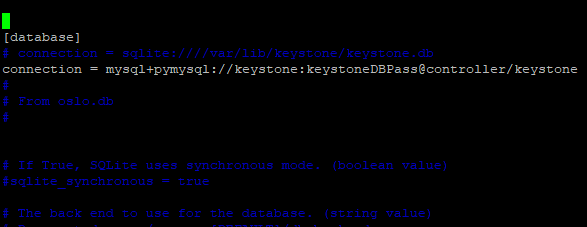 [database]
# connection = sqlite:////var/lib/keystone/keystone.db
connection = mysql+pymysql://keystone:keystoneDBPass@controller/keystone
#
# From oslo.db
#
# If True, SQLite uses synchronous mode. (boolean value)
#sqlite_synchronous = true
# The back end to use for the database. (string value)